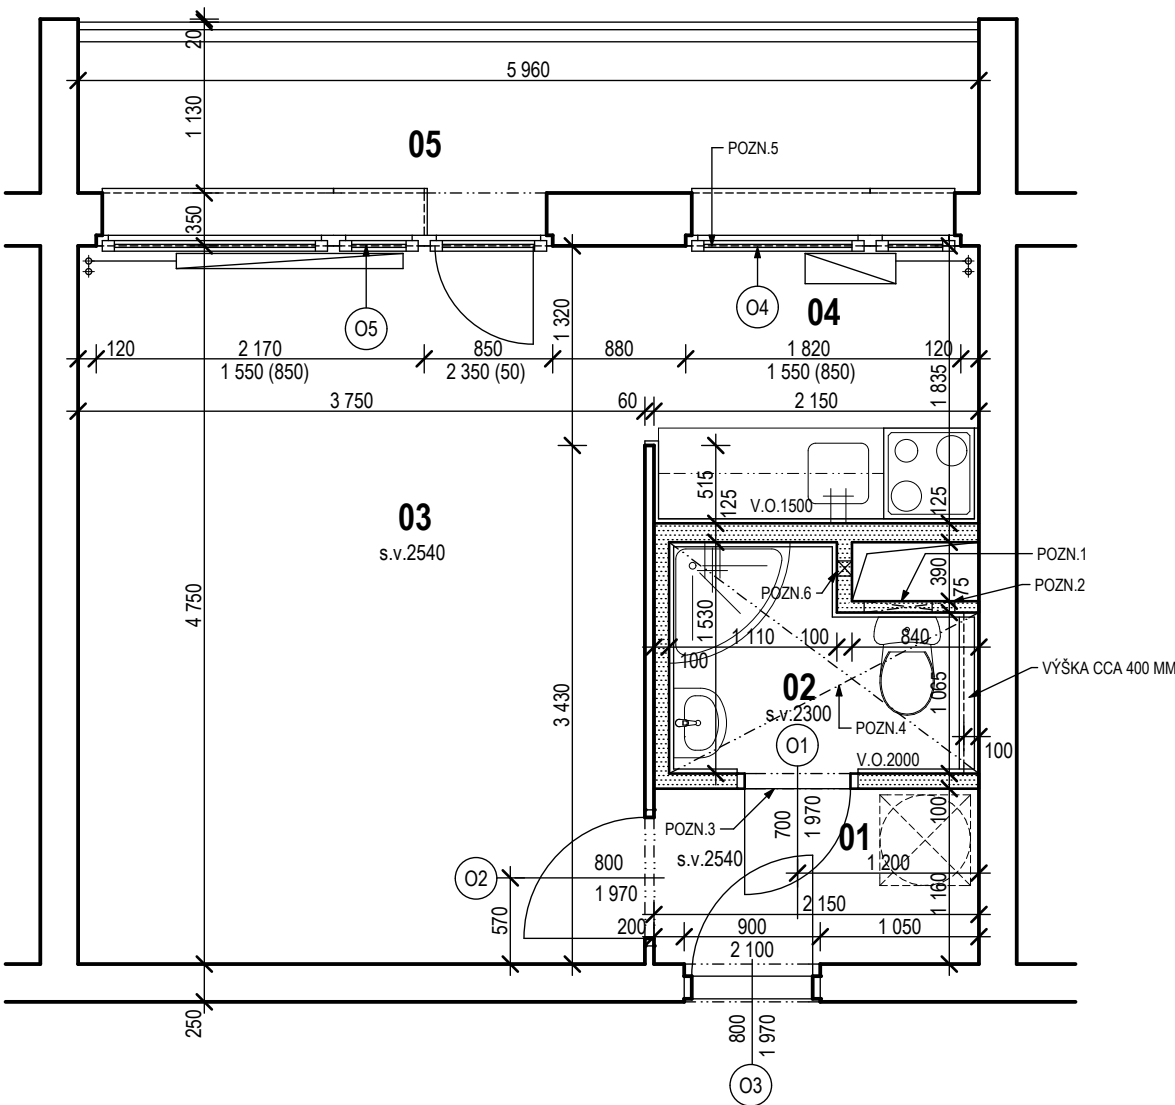 20
5 960
1 130
05
POZN.5
350
O5
O4
04
1 320
120
2 170
850
880
1 820
120
1 550 (850)
2 350 (50)
1 550 (850)
1 835
3 750
60
2 150
515
125
V.O.1500
125
03
s.v.2540
POZN.1
390
75
POZN.2
POZN.6
4 750
1 530
1 110
100
840
100
VÝŠKA CCA 400 MM
1 065
02
s.v.2300
POZN.4
3 430
O1
100
V.O.2000
POZN.3
700
1 970
01
100
s.v.2540
O2
800
1 970
1 200
1 160
2 150
570
200
900
1 050
2 100
250
800
1 970
O3